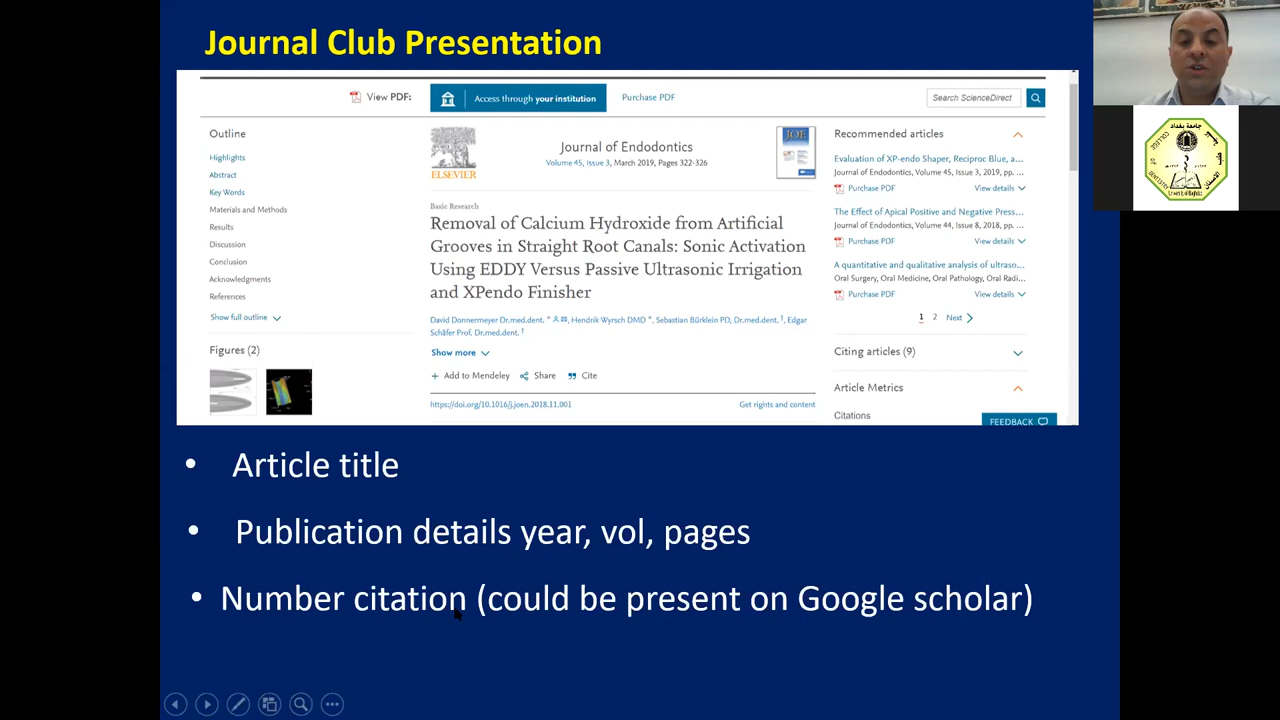 Journal Club Presentation
View PDF:
Access through your institution
Purchase PDF
Search ScienceDirect
Outline
Highlights
Abstract
Key Words
Materials and Methods
Results
Discussion
Conclusion
Acknowledgments
References
Show full outline
Figures (2)
ELSEVIER
Journal of Endodontics
Volume 45, Issue 3, March 2019, Pages 322-326
JOE
Basic Research
Removal of Calcium Hydroxide from Artificial
Grooves in Straight Root Canals: Sonic Activation
Using EDDY Versus Passive Ultrasonic Irrigation
and XPendo Finisher
David Donnermeyer Dr.med.dent. *, Hendrik Wyrsch DMD *, Sebastian Bürklein PD, Dr.med.dent. †, Edgar
Schäfer Prof. Dr.med.dent. †
Show more
+ Add to Mendeley Share Cite
https://doi.org/10.1016/j.joen.2018.11.001
Get rights and content
Recommended articles
Evaluation of XP-endo Shaper, Reciproc Blue, a...
Journal of Endodontics, Volume 45, Issue 3, 2019, pp. ...
Purchase PDF View details
The Effect of Apical Positive and Negative Press...
Journal of Endodontics, Volume 44, Issue 8, 2018, pp. ...
Purchase PDF View details
A quantitative and qualitative analysis of ultraso...
Oral Surgery, Oral Medicine, Oral Pathology, Oral Radi...
Purchase PDF View details
1 2 Next
Citing articles (9)
Article Metrics
Citations
FEEDBACK
جامعة بغداد
COLLEGE
OF
DENTISTRY
• Article title
• Publication details year, vol, pages
• Number citation (could be present on Google scholar)